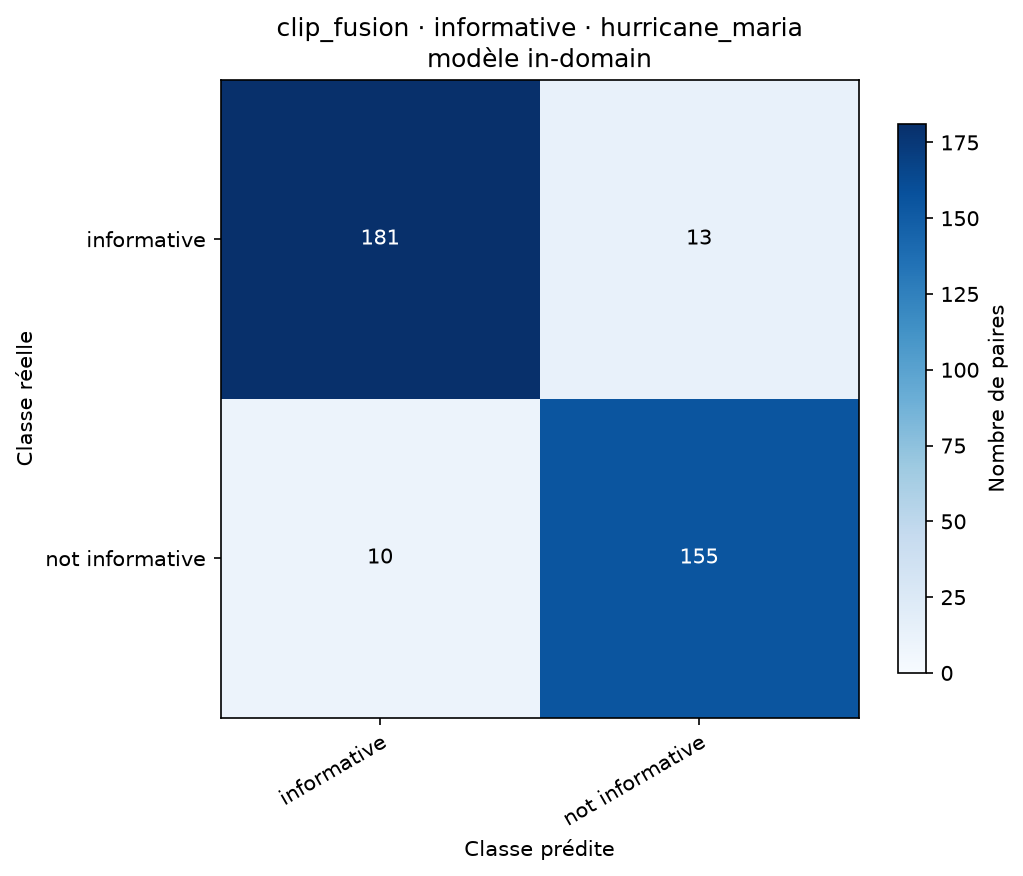 clip_fusion · informative · hurricane_maria
modèle in-domain
Classe réelle
informative
181
13
not informative
10
155
informative
not informative
Classe prédite
175
150
125
100
75
50
25
0
Nombre de paires